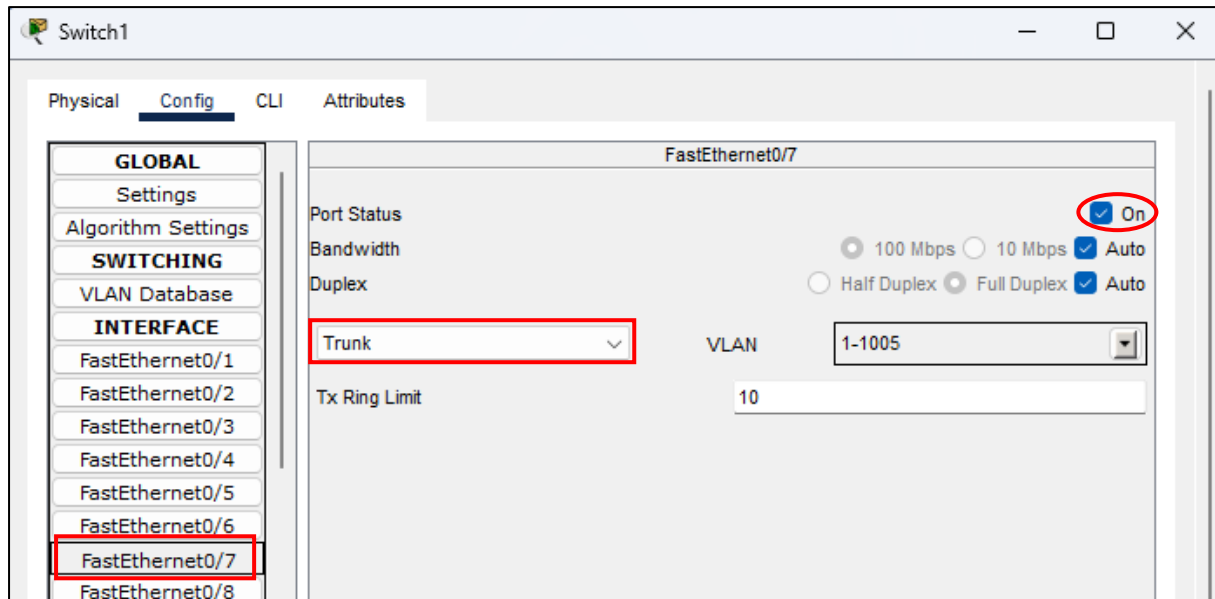 Switch1
Physical Config CLI Attributes
GLOBAL
Settings
Algorithm Settings
SWITCHING
VLAN Database
INTERFACE
FastEthernet0/1
FastEthernet0/2
FastEthernet0/3
FastEthernet0/4
FastEthernet0/5
FastEthernet0/6
FastEthernet0/7
FastEthernet0/8
FastEthernet0/7
Port Status On
Bandwidth 100 Mbps 10 Mbps Auto
Duplex Half Duplex Full Duplex Auto
Trunk VLAN 1-1005
Tx Ring Limit 10